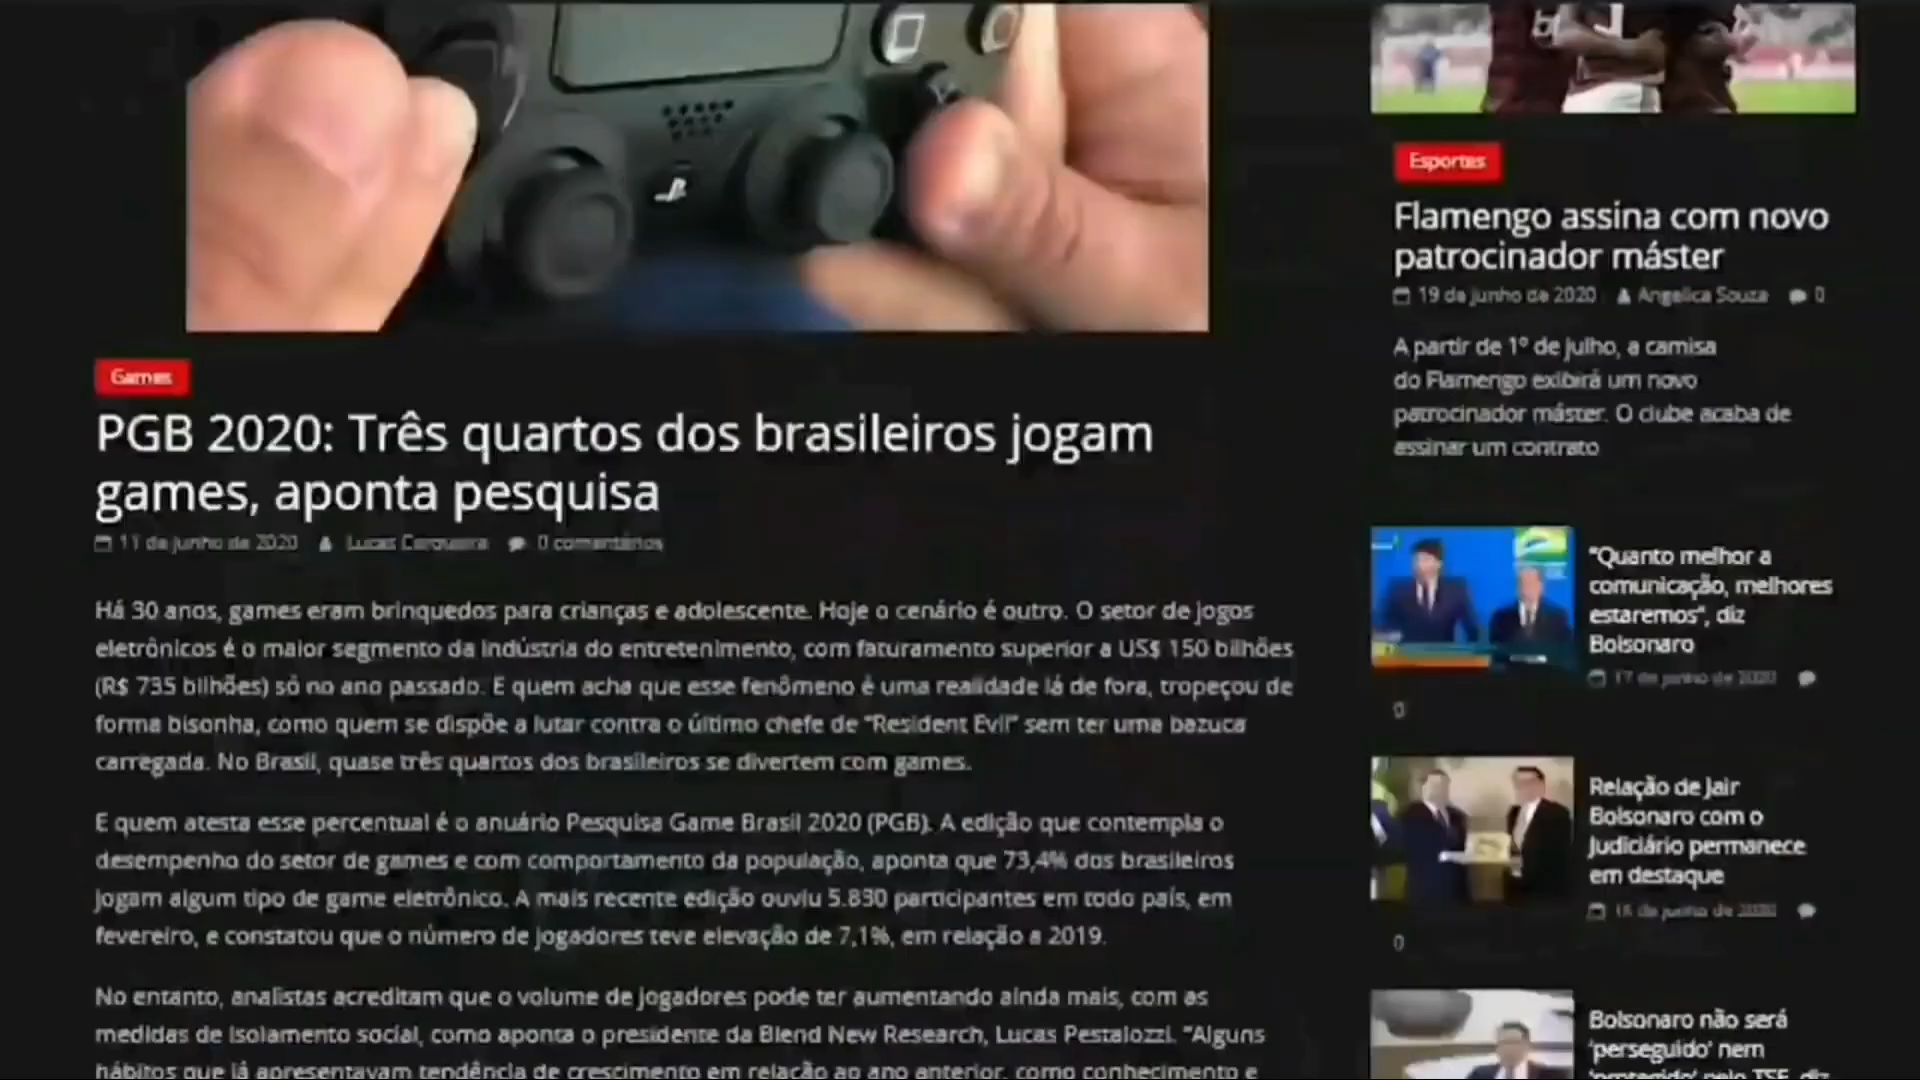 Games
PGB 2020: Três quartos dos brasileiros jogam
games, aponta pesquisa
11 de junho de 2020 Lucas Cerqueira 0 comentários
Há 30 anos, games eram brinquedos para crianças e adolescente. Hoje o cenário é outro. O setor de jogos
eletrônicos é o maior segmento da indústria do entretenimento, com faturamento superior a US$ 150 bilhões
(R$ 735 bilhões) só no ano passado. E quem acha que esse fenômeno é uma realidade lá de fora, tropeçou de
forma bisonha, como quem se dispõe a lutar contra o último chefe de "Resident Evil" sem ter uma bazuca
carregada. No Brasil, quase três quartos dos brasileiros se divertem com games.
E quem atesta esse percentual é o anuário Pesquisa Game Brasil 2020 (PGB). A edição que contempla o
desempenho do setor de games e com comportamento da população, aponta que 73,4% dos brasileiros
jogam algum tipo de game eletrônico. A mais recente edição ouviu 5.830 participantes em todo país, em
fevereiro, e constatou que o número de jogadores teve elevação de 7,1%, em relação a 2019.
No entanto, analistas acreditam que o volume de jogadores pode ter aumentando ainda mais, com as
medidas de isolamento social, como aponta o presidente da Blend New Research, Lucas Pestalozzi. "Alguns
hábitos que já apresentavam tendência de crescimento em relação ao ano anterior, como conhecimento e
Esportes
Flamengo assina com novo
patrocinador máster
19 de junho de 2020 Angelica Souza 0
A partir de 1º de julho, a camisa
do Flamengo exibirá um novo
patrocinador máster. O clube acaba de
assinar um contrato
"Quanto melhor a
comunicação, melhores
estaremos", diz
Bolsonaro
17 de junho de 2020
0
Relação de Jair
Bolsonaro com o
Judiciário permanece
em destaque
16 de junho de 2020
0
Bolsonaro não será
'perseguido' nem
'protegido' pelo TSE, diz